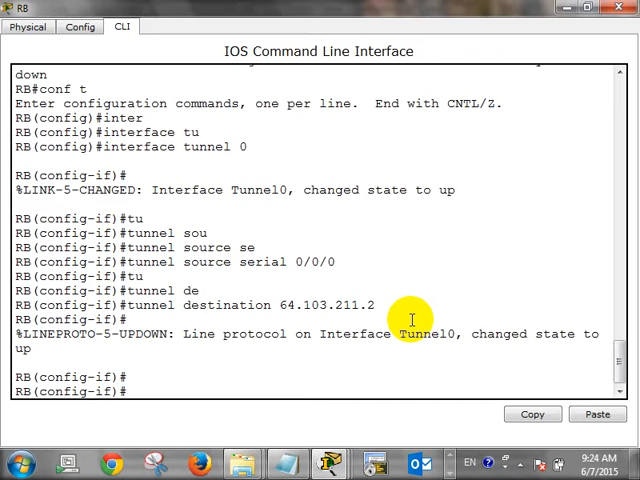 RB
Physical
Config
CLI
IOS Command Line Interface
down
RB#conf t
Enter configuration commands, one per line.  End with CNTL/Z.
RB(config)#inter
RB(config)#interface tu
RB(config)#interface tunnel 0
RB(config-if)#
%LINK-5-CHANGED: Interface Tunnel0, changed state to up
RB(config-if)#tu
RB(config-if)#tunnel sou
RB(config-if)#tunnel source se
RB(config-if)#tunnel source serial 0/0/0
RB(config-if)#tu
RB(config-if)#tunnel de
RB(config-if)#tunnel destination 64.103.211.2
RB(config-if)#
%LINEPROTO-5-UPDOWN: Line protocol on Interface Tunnel0, changed state to
up
RB(config-if)#
RB(config-if)#
Copy
Paste
EN
9:24 AM
6/7/2015